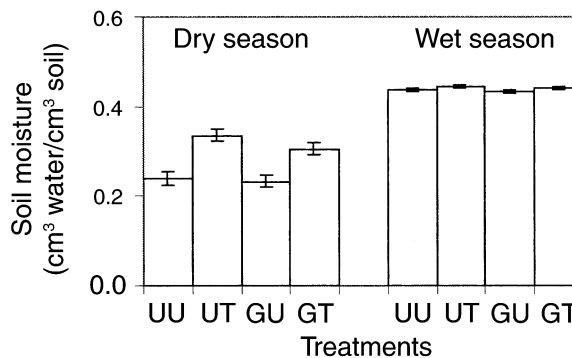 0.6
Dry season
Wet season
0.4
0.2
0.0
Soil moisture
(cm³ water/cm³ soil)
UU UT GU GT
UU UT GU GT
Treatments